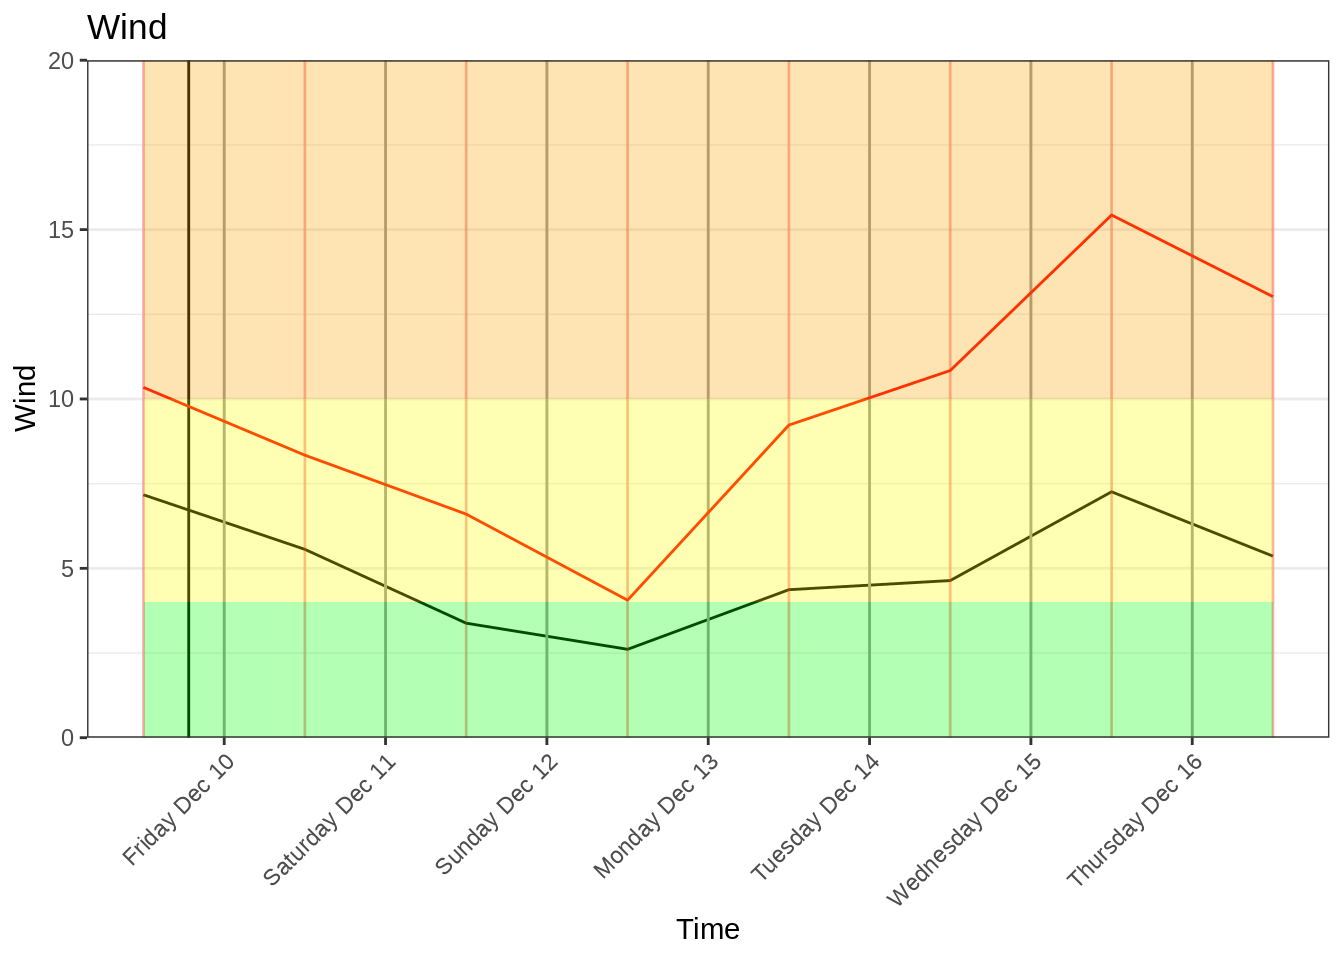 Wind
20
15
10
5
0
Wind
Friday Dec 10
Saturday Dec 11
Sunday Dec 12
Monday Dec 13
Tuesday Dec 14
Wednesday Dec 15
Thursday Dec 16
Time